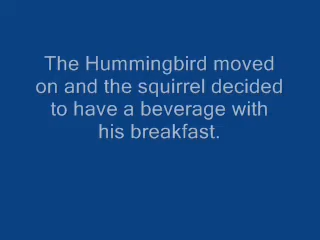 The Hummingbird moved
on and the squirrel decided
to have a beverage with
his breakfast.